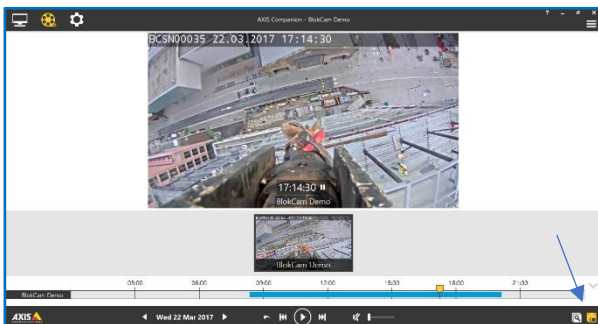 AXIS Companion - BlokCam Demo
BCSN00035 22.03.2017 17:14:30
17:14:30
BlokCam Demo
BlokCam Demo
03:00 06:00 09:00 12:00 15:00 18:00 21:00
BlokCam Demo
AXIS
Wed 22 Mar 2017